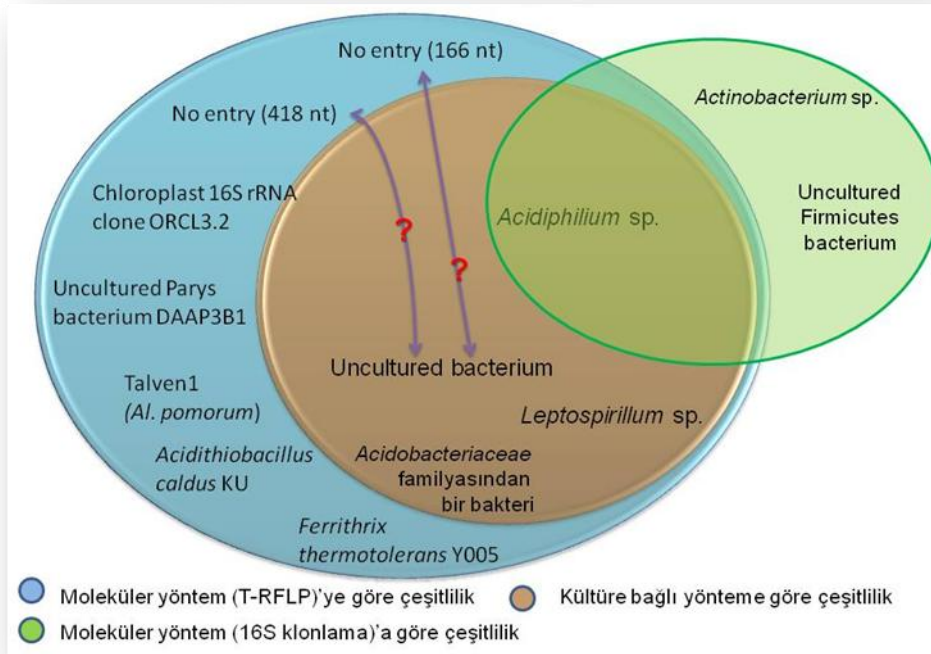 No entry (166 nt)
No entry (418 nt)
Actinobacterium sp.
Chloroplast 16S rRNA
clone ORCL3.2
Uncultured
Firmicutes
bacterium
Acidiphilium sp.
?
?
Uncultured Parys
bacterium DAAP3B1
Uncultured bacterium
Talven1
(Al. pomorum)
Leptospirillum sp.
Acidithiobacillus
caldus KU
Acidobacteriaceae
familyasından
bir bakteri
Ferrithrix
thermotolerans Y005
Moleküler yöntem (T-RFLP)'ye göre çeşitlilik
Kültüre bağlı yönteme göre çeşitlilik
Moleküler yöntem (16S klonlama)'a göre çeşitlilik